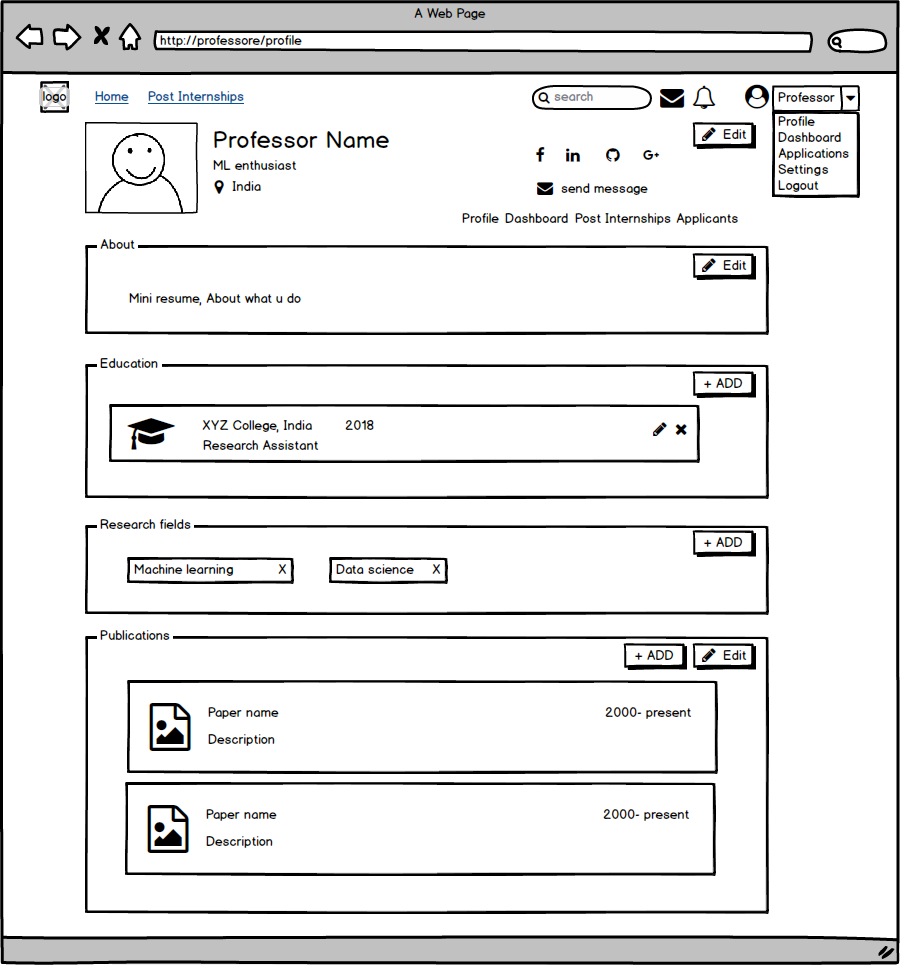 A Web Page
http://professore/profile
logo Home Post Internships search Professor
Profile
Dashboard
Applications
Settings
Logout
Professor Name
ML enthusiast
India
Edit
f in G+
send message
Profile Dashboard Post Internships Applicants
About
Edit
Mini resume, About what u do
Education
+ ADD
XYZ College, India 2018
Research Assistant
Research fields
+ ADD
Machine learning X Data science X
Publications
+ ADD Edit
Paper name 2000- present
Description
Paper name 2000- present
Description